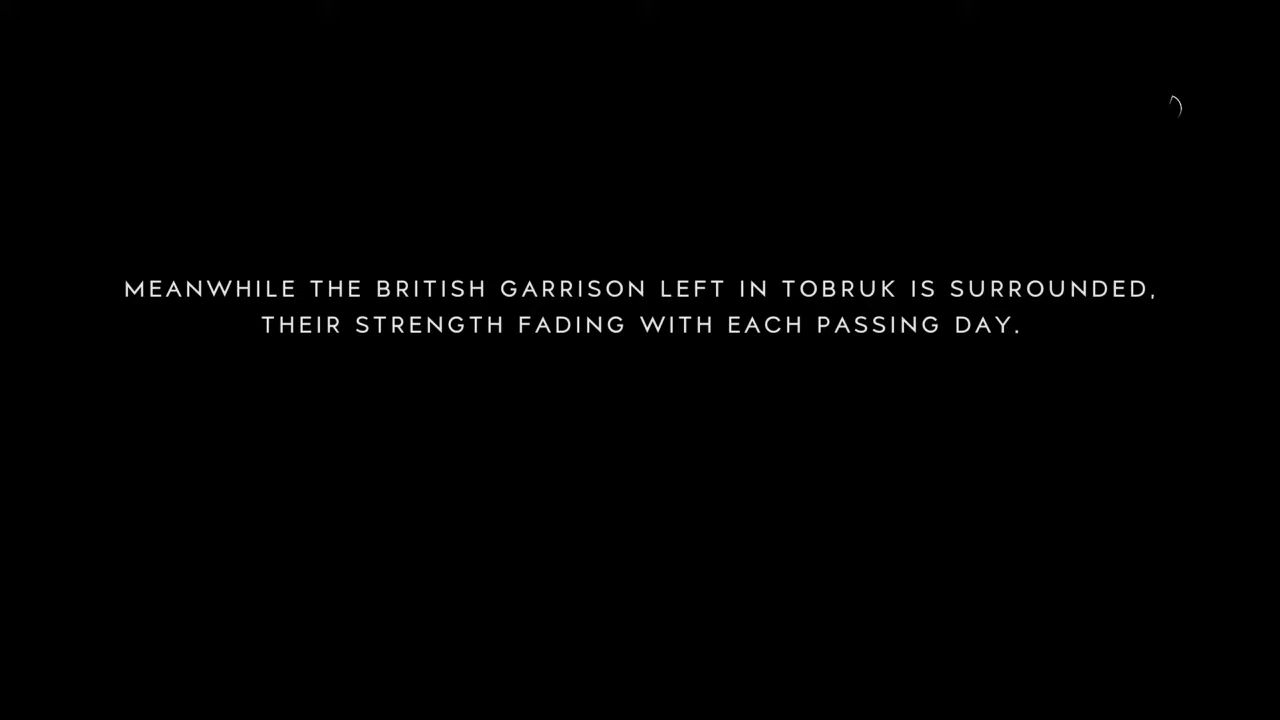 MEANWHILE THE BRITISH GARRISON LEFT IN TOBRUK IS SURROUNDED,
THEIR STRENGTH FADING WITH EACH PASSING DAY.